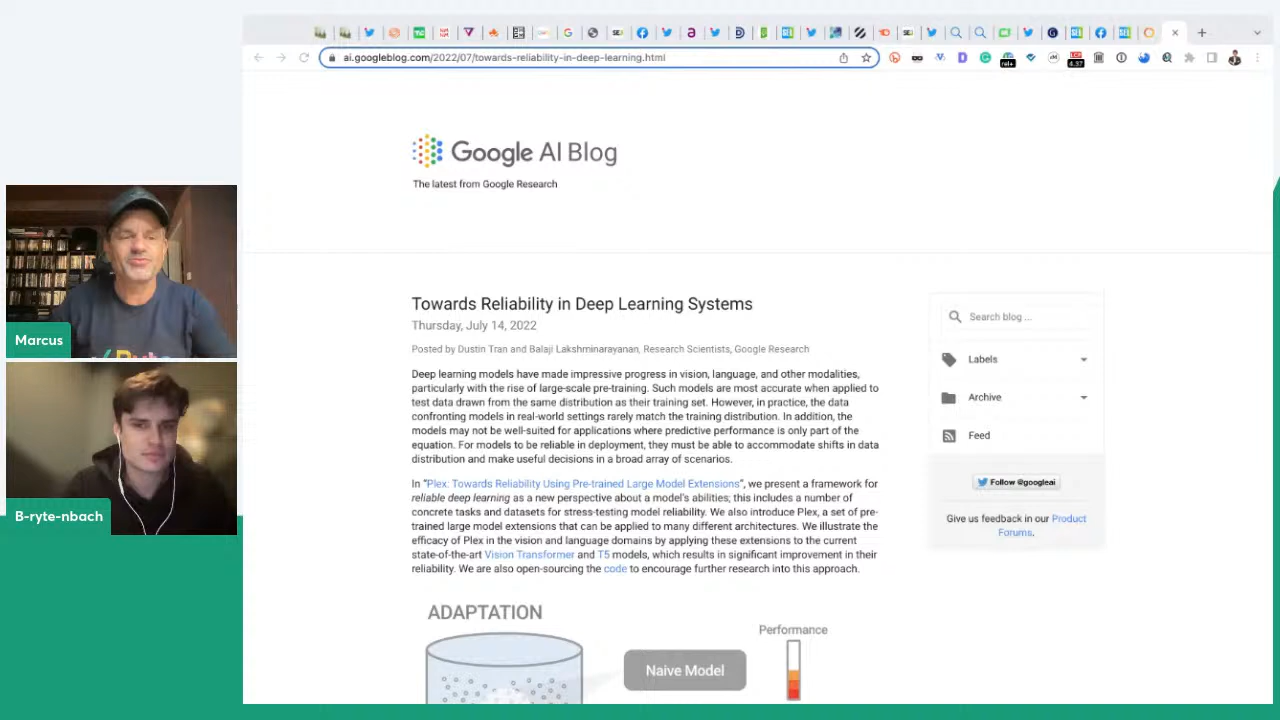 ai.googleblog.com/2022/07/towards-reliability-in-deep-learning.html
Google AI Blog
The latest from Google Research
Towards Reliability in Deep Learning Systems
Thursday, July 14, 2022
Posted by Dustin Tran and Balaji Lakshminarayanan, Research Scientists, Google Research
Deep learning models have made impressive progress in vision, language, and other modalities,
particularly with the rise of large-scale pre-training. Such models are most accurate when applied to
test data drawn from the same distribution as their training set. However, in practice, the data
confronting models in real-world settings rarely match the training distribution. In addition, the
models may not be well-suited for applications where predictive performance is only part of the
equation. For models to be reliable in deployment, they must be able to accommodate shifts in data
distribution and make useful decisions in a broad array of scenarios.
In “Plex: Towards Reliability Using Pre-trained Large Model Extensions”, we present a framework for
reliable deep learning as a new perspective about a model's abilities; this includes a number of
concrete tasks and datasets for stress-testing model reliability. We also introduce Plex, a set of pre-
trained large model extensions that can be applied to many different architectures. We illustrate the
efficacy of Plex in the vision and language domains by applying these extensions to the current
state-of-the-art Vision Transformer and T5 models, which results in significant improvement in their
reliability. We are also open-sourcing the code to encourage further research into this approach.
ADAPTATION
Naive Model
Performance
Search blog ...
Labels
Archive
Feed
Follow @googleai
Give us feedback in our Product
Forums.
Marcus
B-ryte-nbach